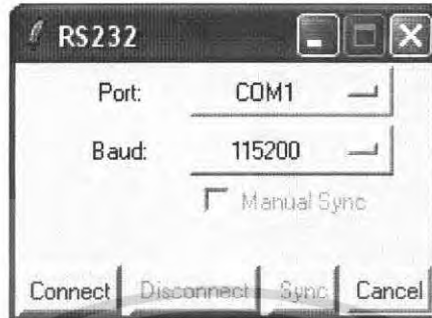 RS232
Port: COM1
Baud: 115200
Manual Sync
Connect Disconnect Sync Cancel